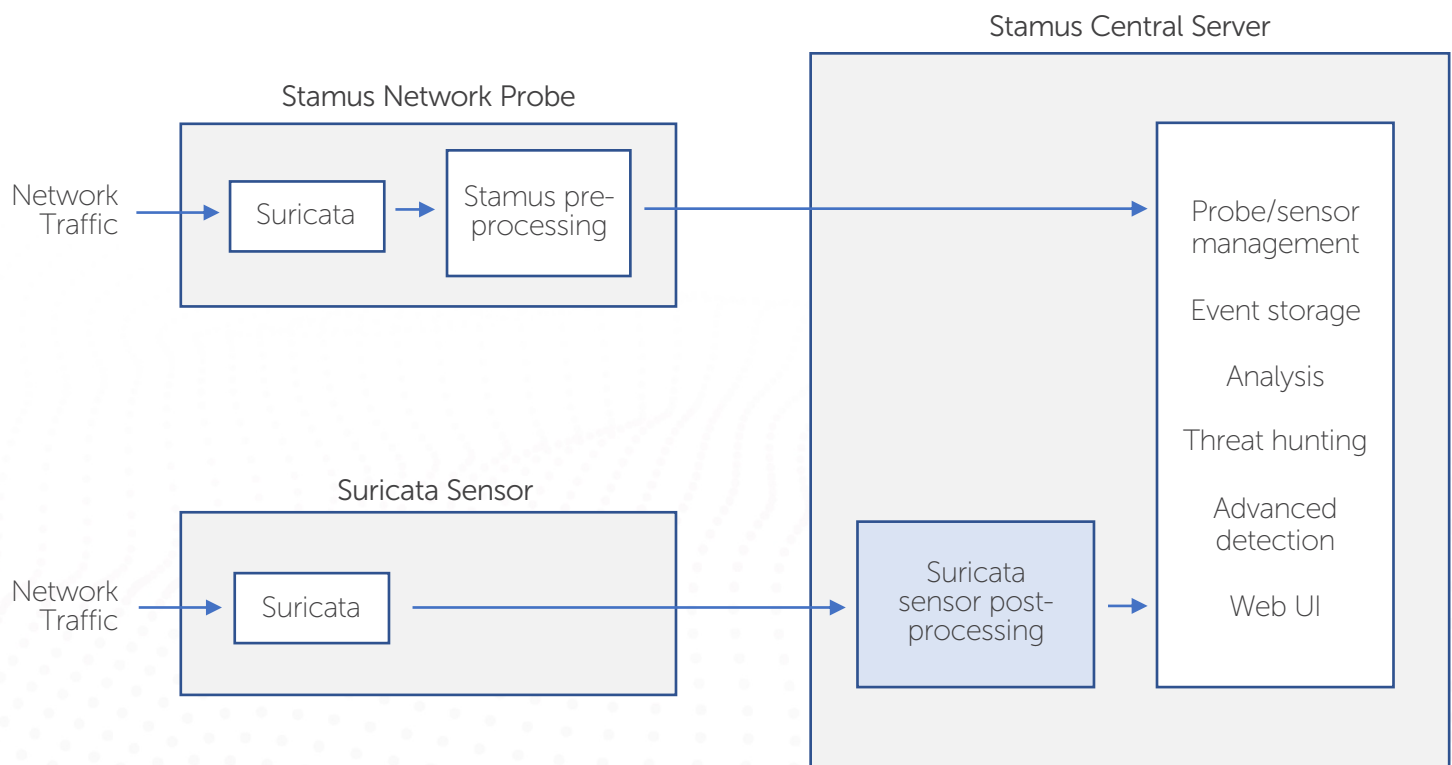 Stamus Central Server
Stamus Network Probe
Network
Traffic
Suricata
Stamus pre-
processing
Probe/sensor
management
Event storage
Analysis
Threat hunting
Advanced
detection
Web UI
Suricata Sensor
Network
Traffic
Suricata
Suricata
sensor post-
processing